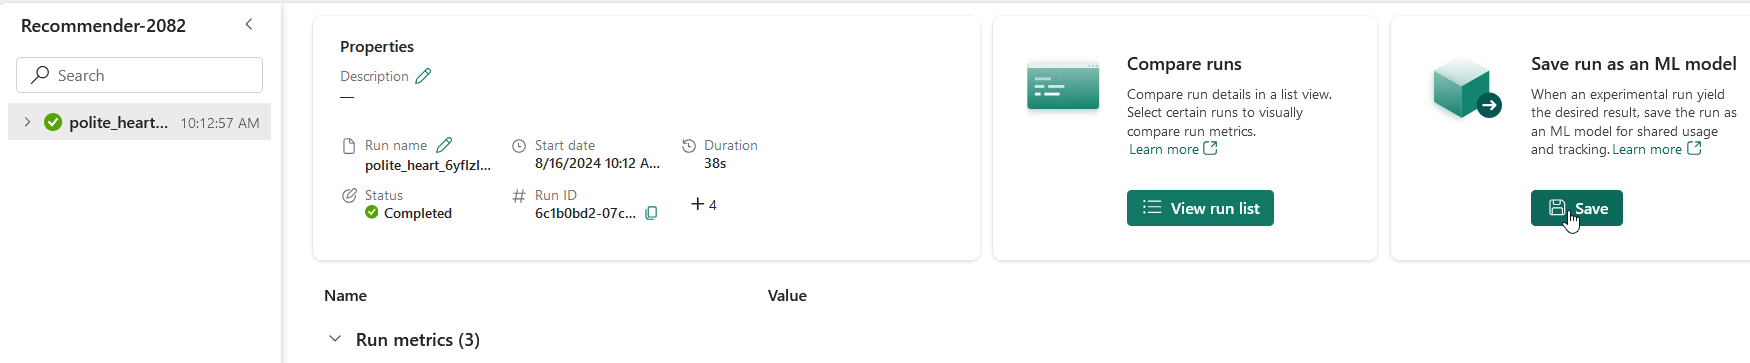 Recommender-2082
Search
polite_heart... 10:12:57 AM
Properties
Description
—
Run name
polite_heart_6yflzl...
Start date
8/16/2024 10:12 A...
Duration
38s
Status
Completed
Run ID
6c1b0bd2-07c...
+ 4
Compare runs
Compare run details in a list view.
Select certain runs to visually
compare run metrics.
Learn more
View run list
Save run as an ML model
When an experimental run yield
the desired result, save the run as
an ML model for shared usage
and tracking. Learn more
Save
Name Value
Run metrics (3)